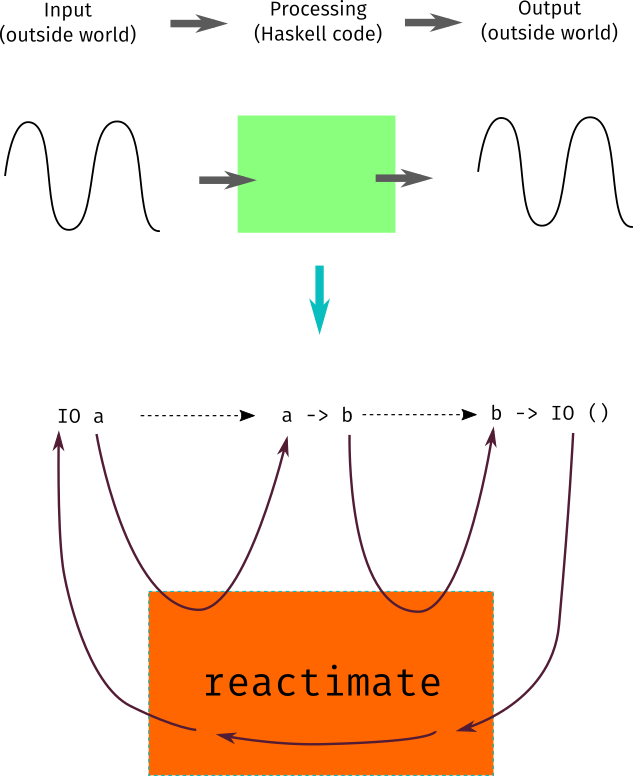 Input
(outside world)
Processing
(Haskell code)
Output
(outside world)
IO a
a -> b
b -> IO ()
reactimate